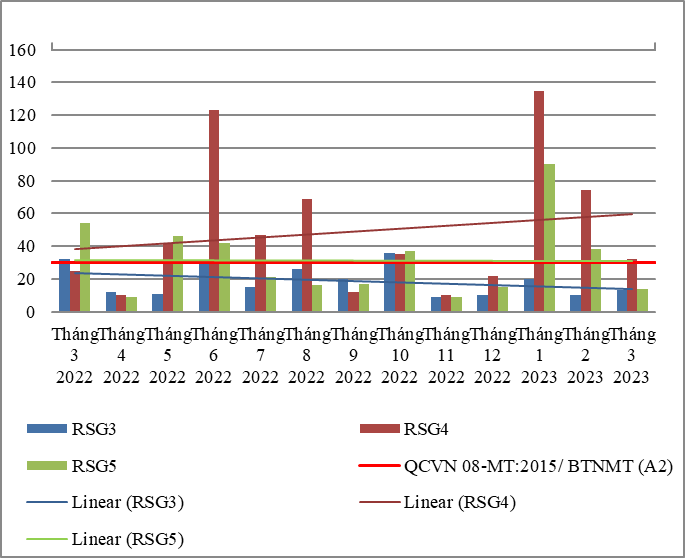 160
140
120
100
80
60
40
20
0
Tháng Tháng Tháng Tháng Tháng Tháng Tháng Tháng Tháng Tháng Tháng Tháng Tháng
3 4 5 6 7 8 9 10 11 12 1 2 3
2022 2022 2022 2022 2022 2022 2022 2022 2022 2022 2023 2023 2023
RSG3 RSG4
RSG5 QCVN 08-MT:2015/ BTNMT (A2)
Linear (RSG3) Linear (RSG4)
Linear (RSG5)